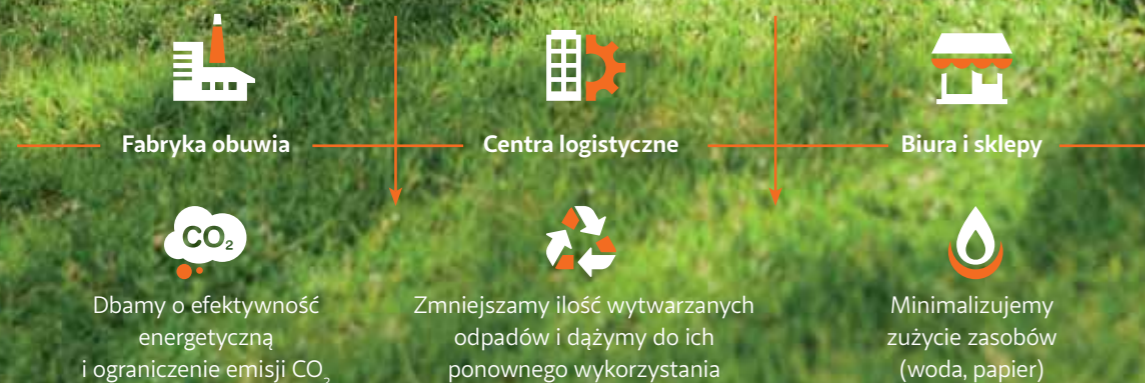 Fabryka obuwia
Centra logistyczne
Biura i sklepy
CO₂
Dbamy o efektywność
energetyczną
i ograniczenie emisji CO₂
Zmniejszamy ilość wytwarzanych
odpadów i dążymy do ich
ponownego wykorzystania
Minimalizujemy
zużycie zasobów
(woda, papier)